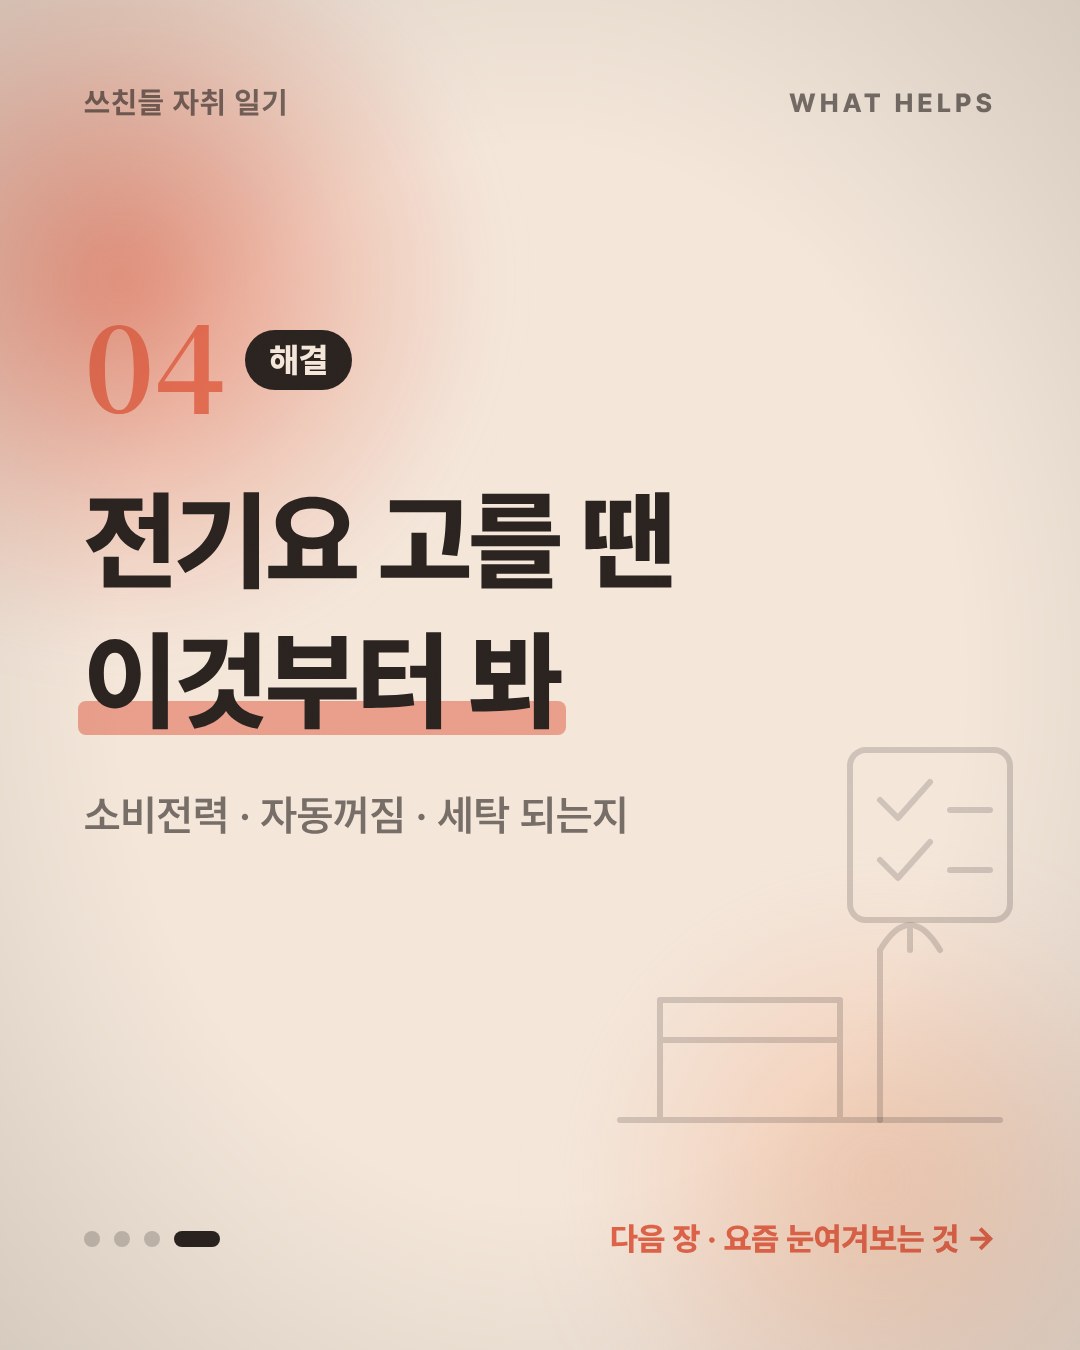 쓰친들 자취 일기
WHAT HELPS
04 해결
전기요 고를 땐
이것부터 봐
소비전력 · 자동꺼짐 · 세탁 되는지
다음 장 · 요즘 눈여겨보는 것 →